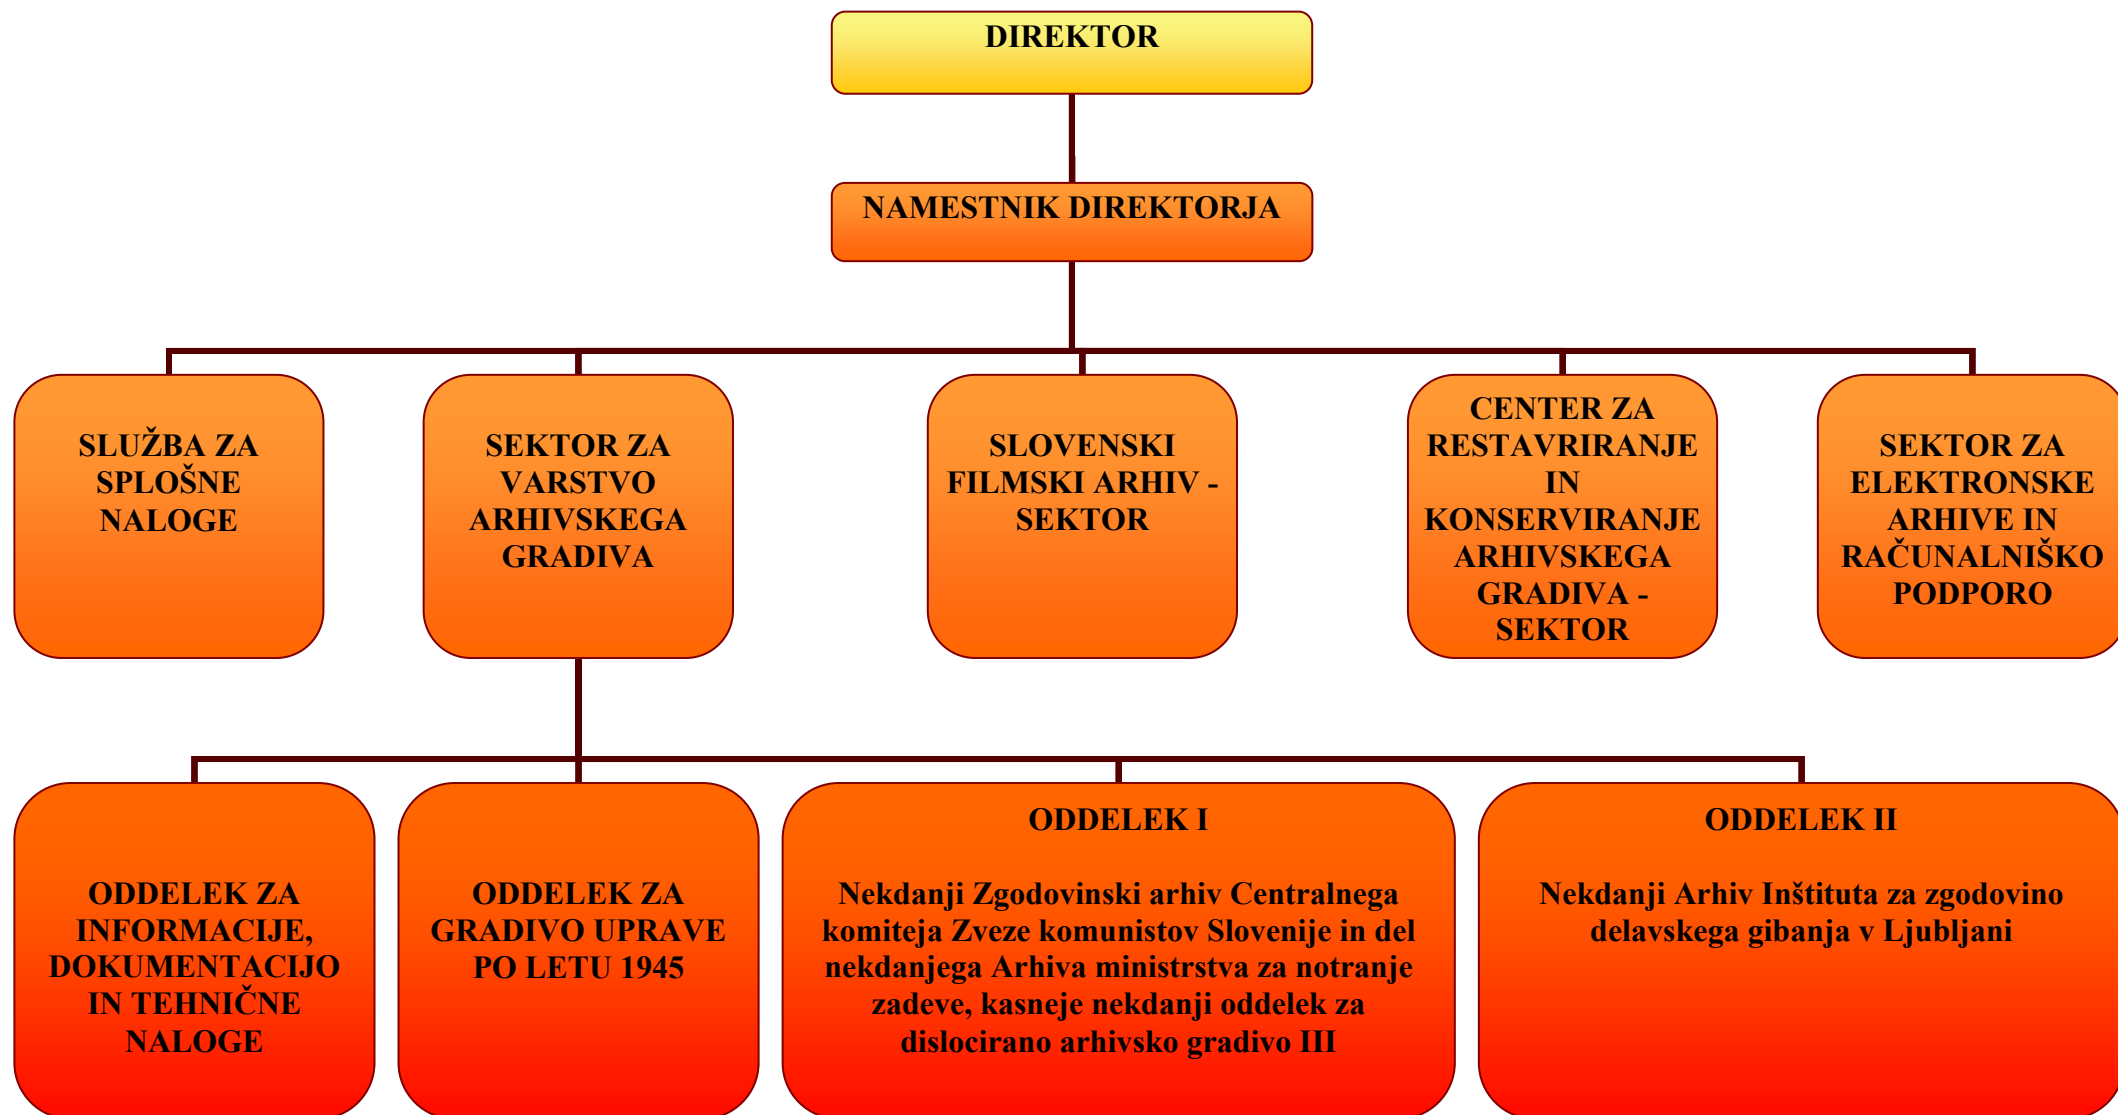 DIREKTOR
NAMESTNIK DIREKTORJA
SLUŽBA ZA
SPLOŠNE
NALOGE
SEKTOR ZA
VARSTVO
ARHIVSKEGA
GRADIVA
SLOVENSKI
FILMSKI ARHIV -
SEKTOR
CENTER ZA
RESTAVRIRANJE
IN
KONSERVIRANJE
ARHIVSKEGA
GRADIVA -
SEKTOR
SEKTOR ZA
ELEKTRONSKE
ARHIVE IN
RAČUNALNIŠKO
PODPORO
ODDELEK ZA
INFORMACIJE,
DOKUMENTACIJO
IN TEHNIČNE
NALOGE
ODDELEK ZA
GRADIVO UPRAVE
PO LETU 1945
ODDELEK I
Nekdanji Zgodovinski arhiv Centralnega
komiteja Zveze komunistov Slovenije in del
nekdanjega Arhiva ministrstva za notranje
zadeve, kasneje nekdanji oddelek za
dislocirano arhivsko gradivo III
ODDELEK II
Nekdanji Arhiv Inštituta za zgodovino
delavskega gibanja v Ljubljani